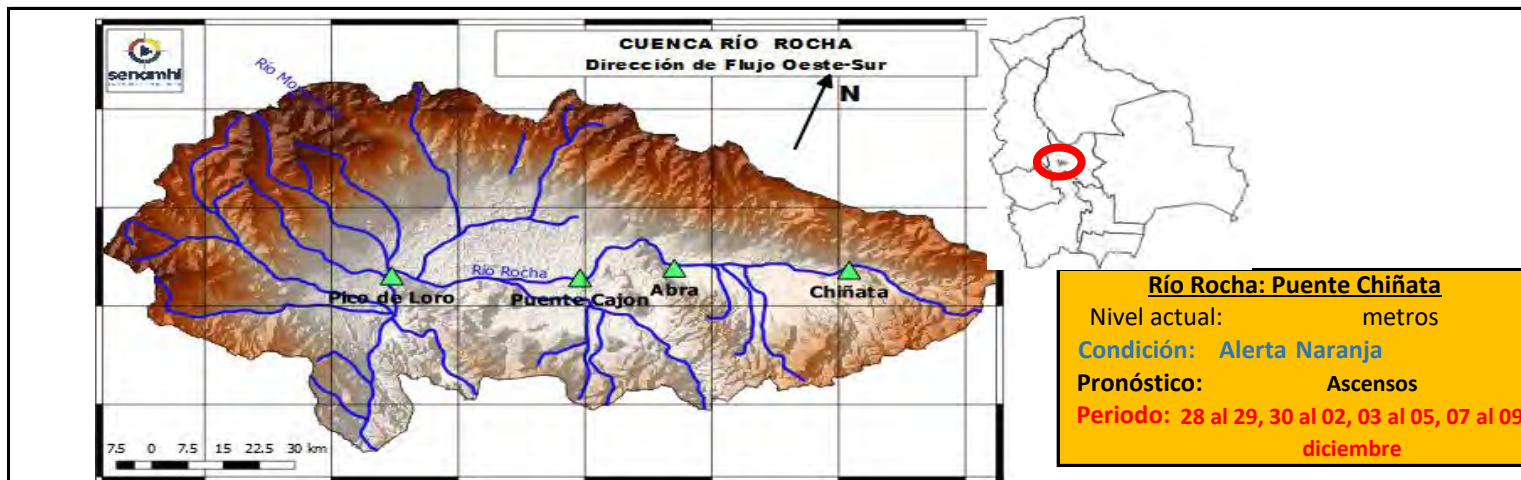 senamhi
CUENCA RÍO ROCHA
Dirección de Flujo Oeste-Sur
N
Río Rocha
Pico de Loro
Puente Cajon
Abra
Chiñata
7.5 0 7.5 15 22.5 30 km
Río Rocha: Puente Chiñata
Nivel actual: metros
Condición: Alerta Naranja
Pronóstico: Ascensos
Periodo: 28 al 29, 30 al 02, 03 al 05, 07 al 09
diciembre